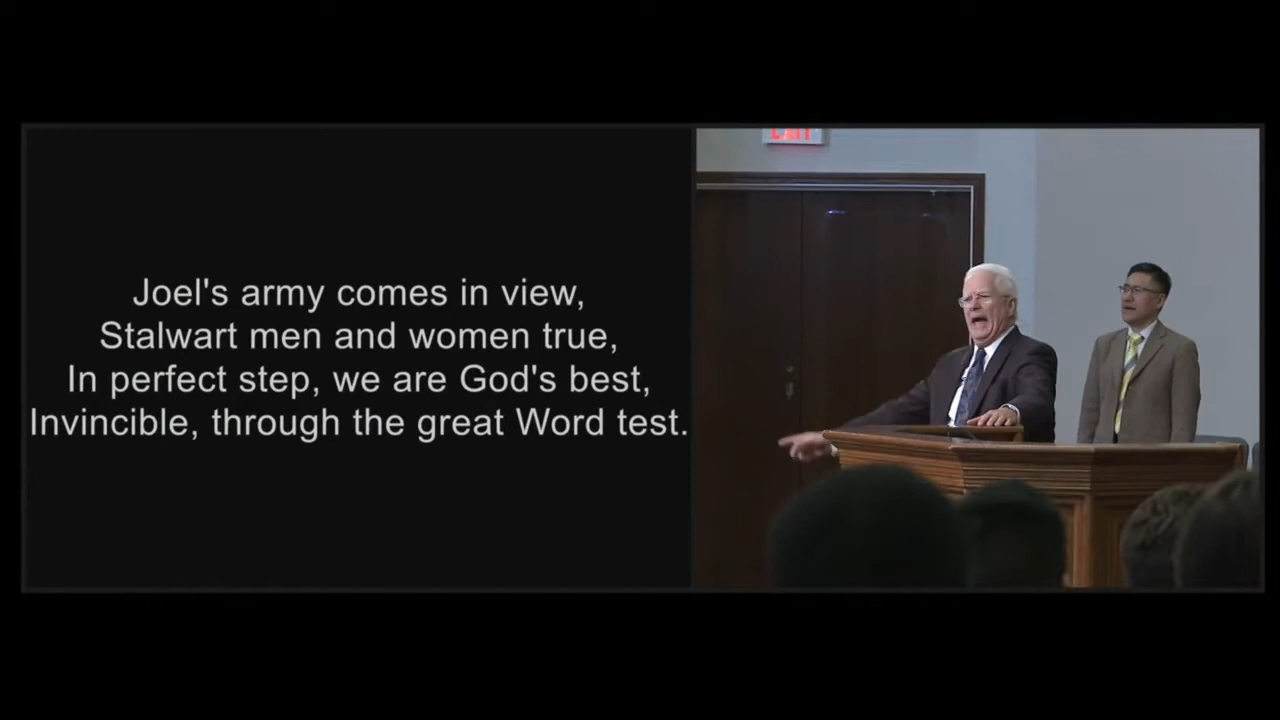 EXIT
Joel's army comes in view,
Stalwart men and women true,
In perfect step, we are God's best,
Invincible, through the great Word test.